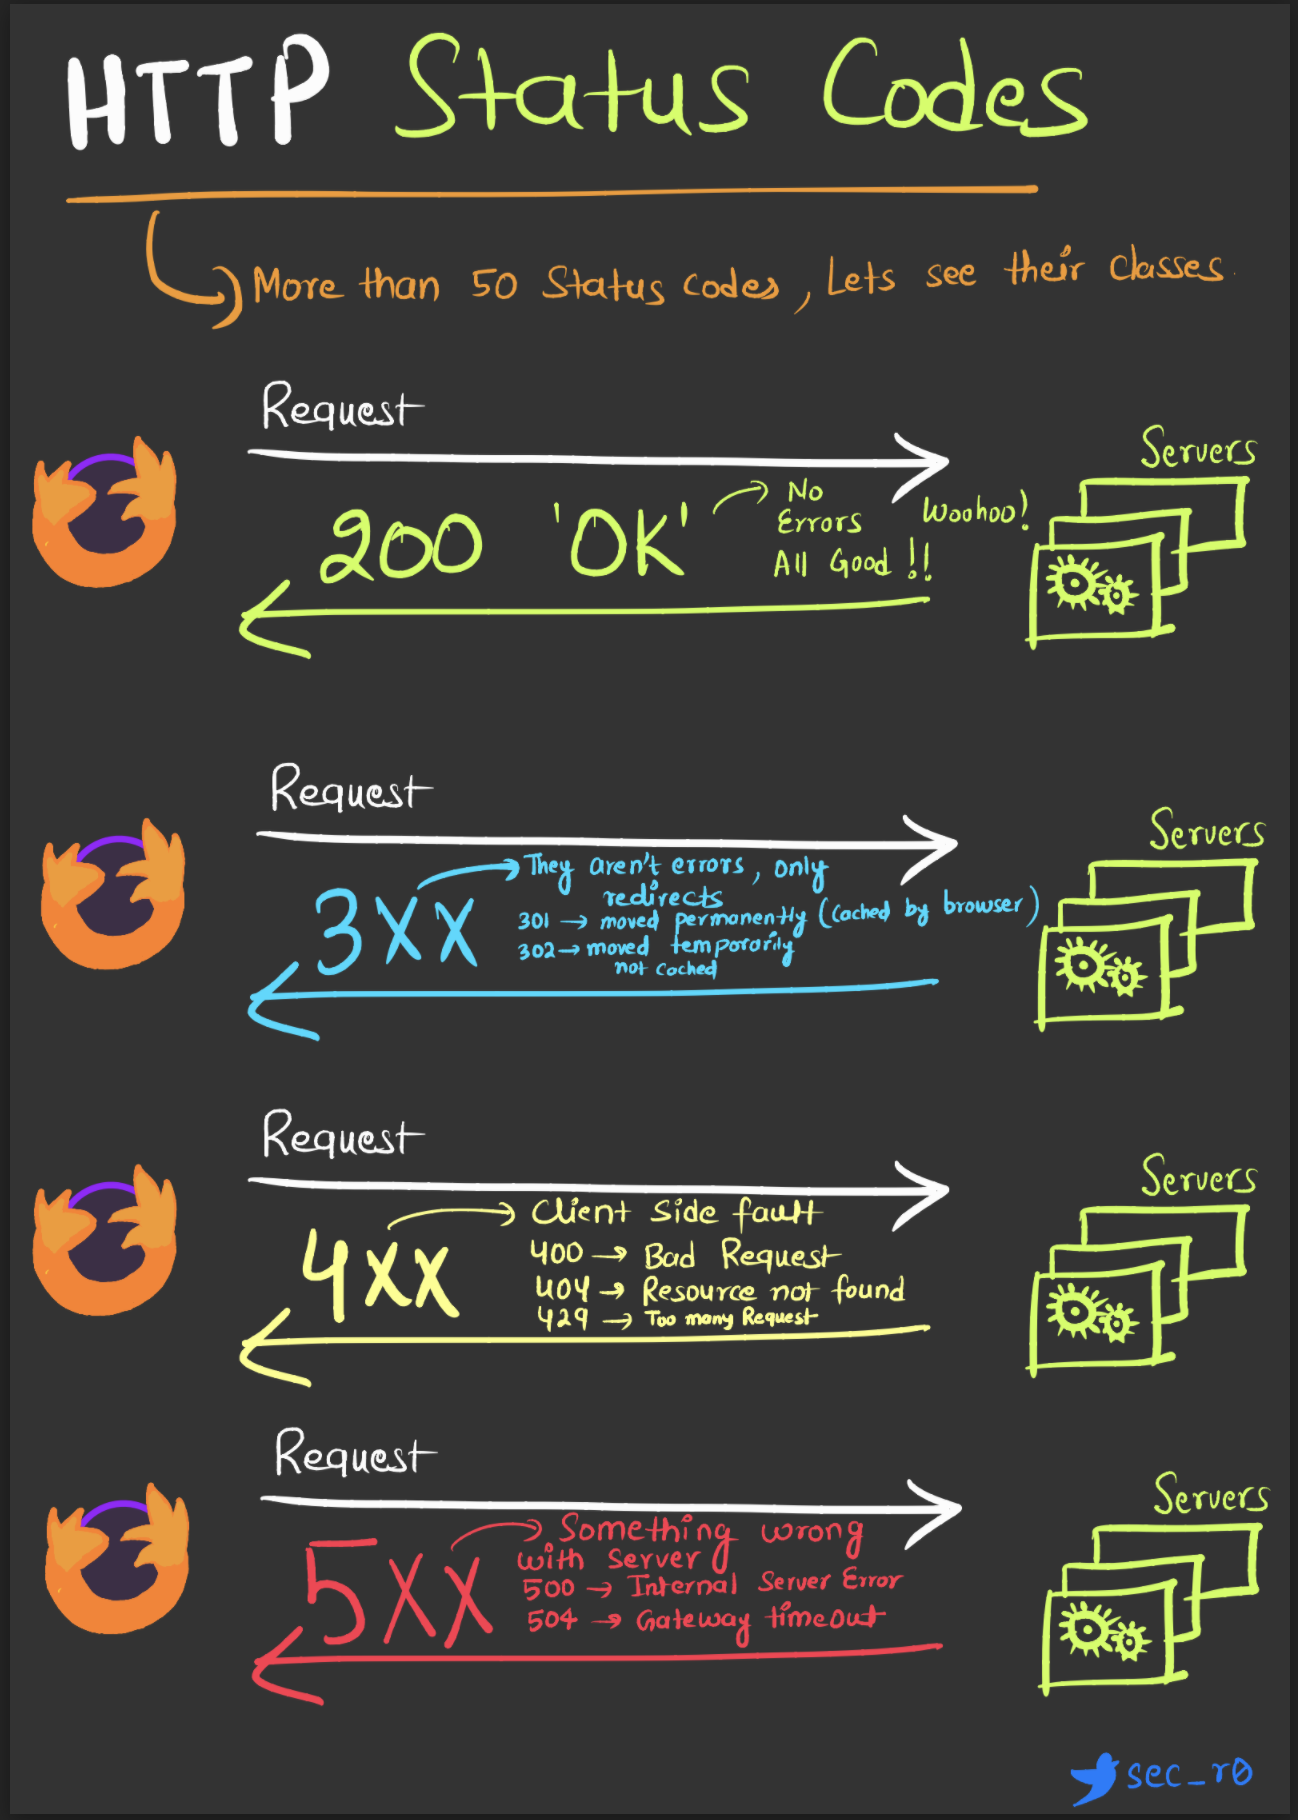 HTTP Status Codes
More than 50 Status codes, Lets see their classes.
Request
Servers
200 'OK'
No
Errors
All Good !!
Woohoo!
Request
Servers
3XX
They aren't errors, only
redirects
301 → moved permanently (cached by browser)
302 → moved temporarily
not cached
Request
Servers
4XX
Client Side fault
400 → Bad Request
404 → Resource not found
429 → Too many Request
Request
Servers
5XX
Something wrong
with Server
500 → Internal Server Error
504 → Gateway timeout
sec_r0